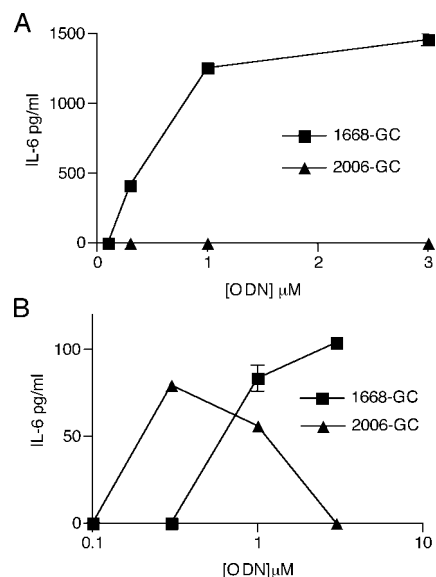 A
1500
1000
500
0
IL-6 pg/ml
1668-GC
2006-GC
0
1
2
3
[ODN] µM
B
100
50
0
IL-6 pg/ml
1668-GC
2006-GC
0.1
1
10
[ODN]µM